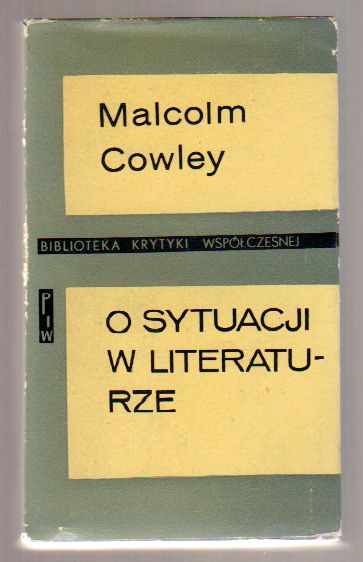 Malcolm
Cowley
BIBLIOTEKA KRYTYKI WSPÓŁCZESNEJ
PIW
O SYTUACJI
W LITERATU-
RZE